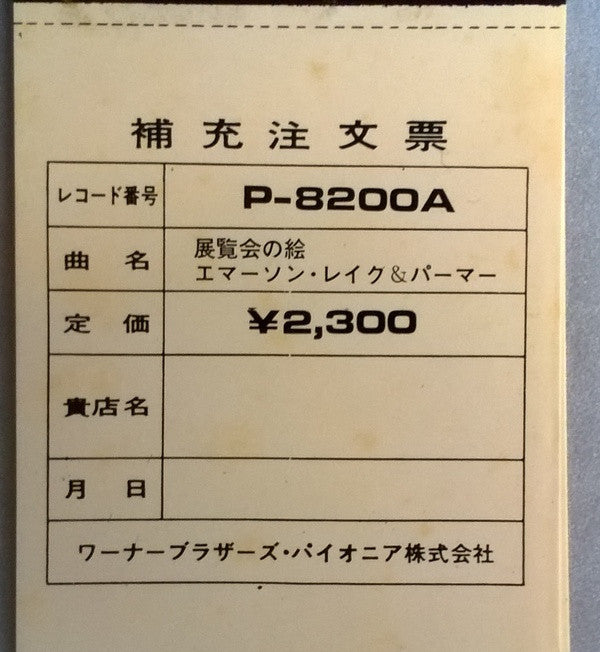 補充注文票
レコード番号 P-8200A
曲名 展覧会の絵
エマーソン・レイク&パーマー
定価 ¥2,300
貴店名
月日
ワーナーブラザーズ・パイオニア株式会社